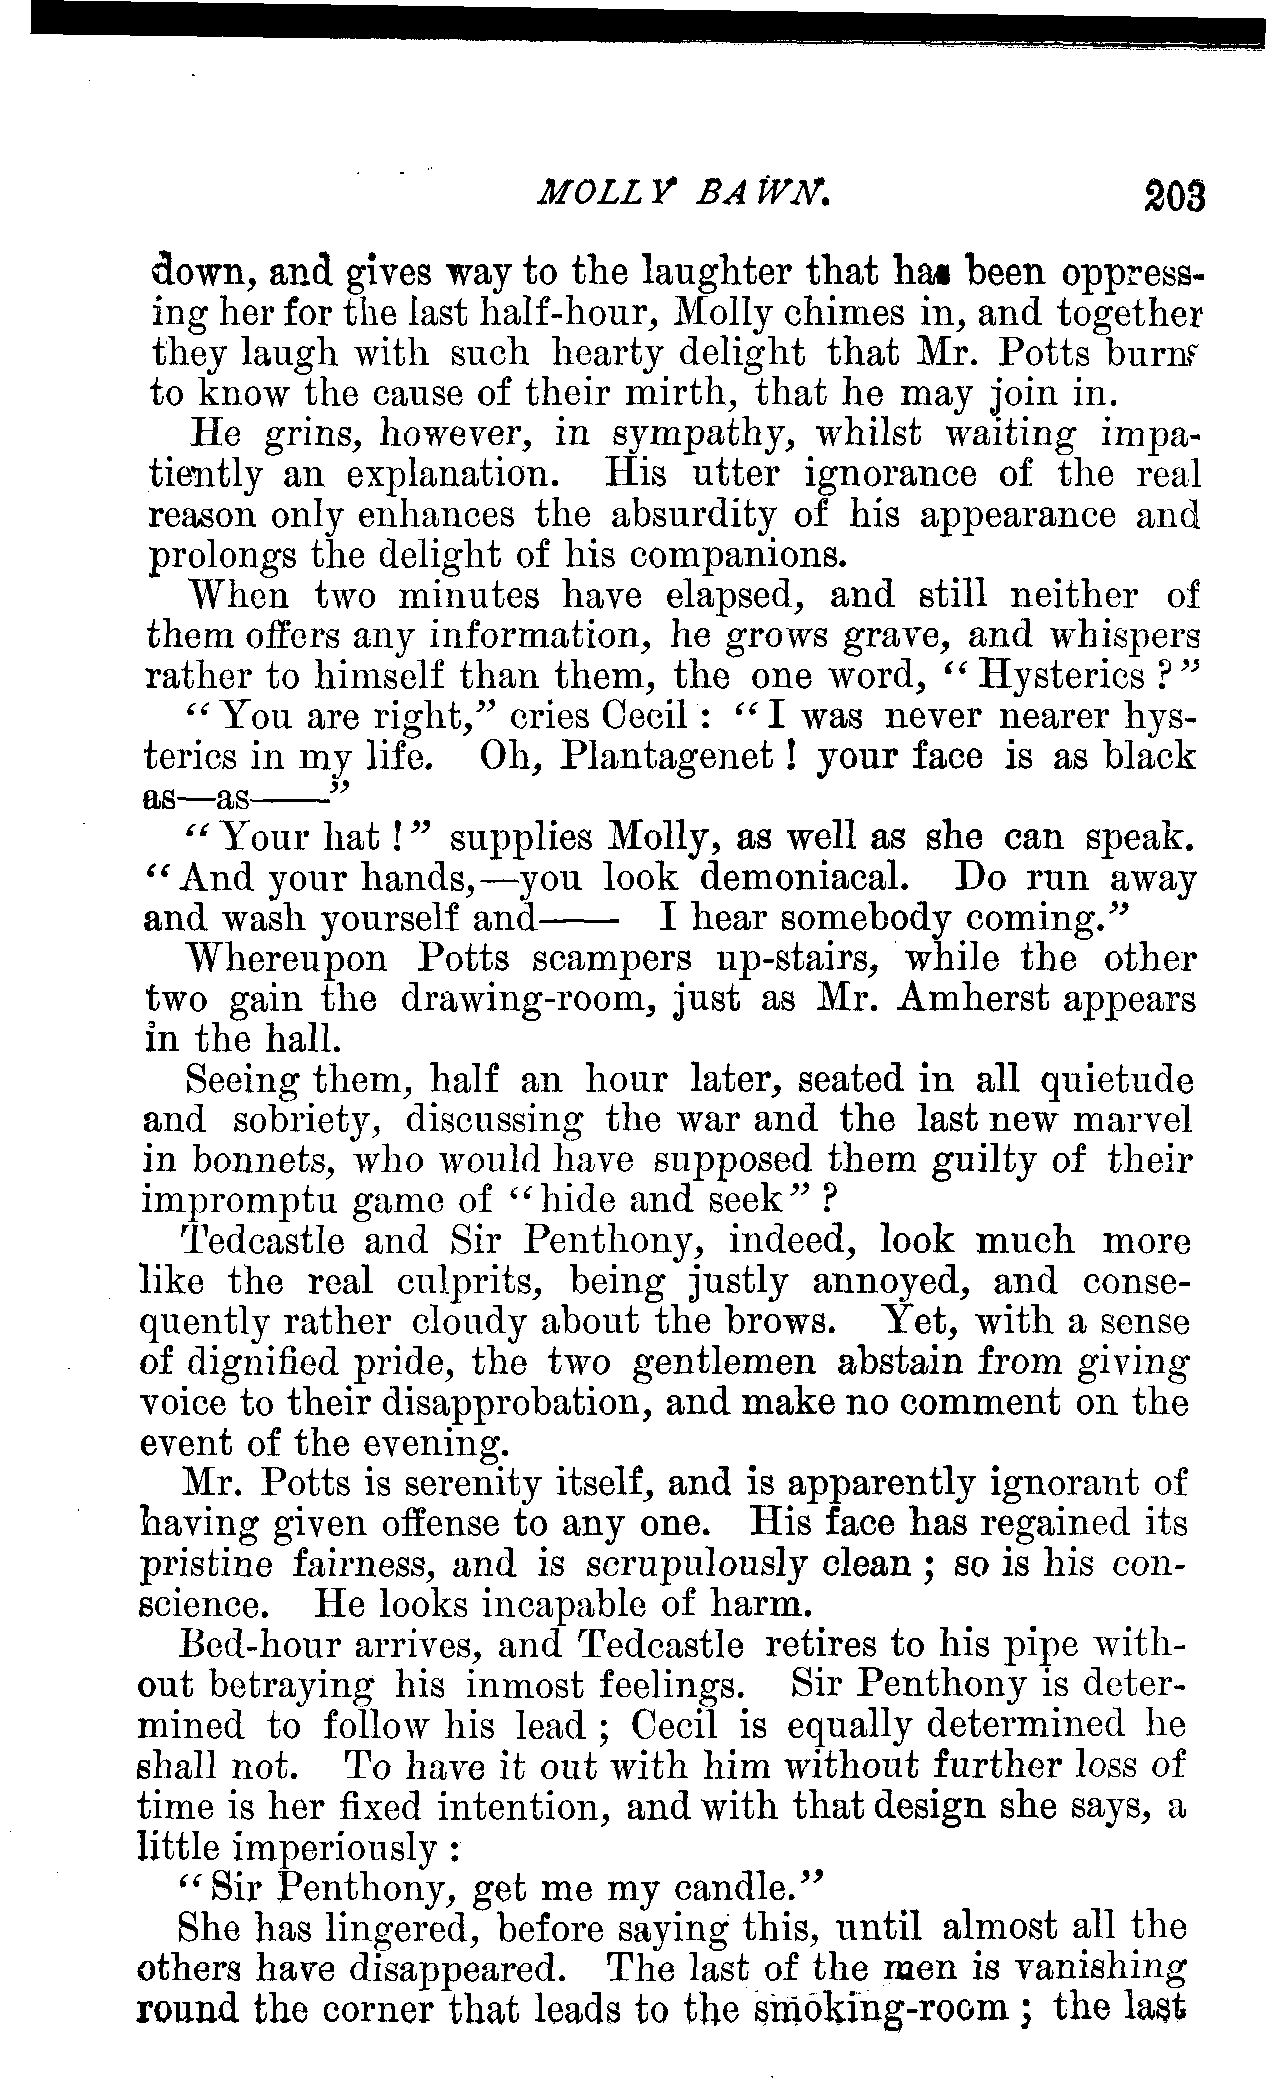 MOLLY BAWN. 203
down, and gives way to the laughter that has been oppress-
ing her for the last half-hour, Molly chimes in, and together
they laugh with such hearty delight that Mr. Potts burns
to know the cause of their mirth, that he may join in.
He grins, however, in sympathy, whilst waiting impa-
tiently an explanation. His utter ignorance of the real
reason only enhances the absurdity of his appearance and
prolongs the delight of his companions.
When two minutes have elapsed, and still neither of
them offers any information, he grows grave, and whispers
rather to himself than them, the one word, “Hysterics?”
“You are right,” cries Cecil: “I was never nearer hys-
terics in my life. Oh, Plantagenet! your face is as black
as—as——”
“Your hat!” supplies Molly, as well as she can speak.
“And your hands,—you look demoniacal. Do run away
and wash yourself and—— I hear somebody coming.”
Whereupon Potts scampers up-stairs, while the other
two gain the drawing-room, just as Mr. Amherst appears
in the hall.
Seeing them, half an hour later, seated in all quietude
and sobriety, discussing the war and the last new marvel
in bonnets, who would have supposed them guilty of their
impromptu game of “hide and seek”?
Tedcastle and Sir Penthony, indeed, look much more
like the real culprits, being justly annoyed, and conse-
quently rather cloudy about the brows. Yet, with a sense
of dignified pride, the two gentlemen abstain from giving
voice to their disapprobation, and make no comment on the
event of the evening.
Mr. Potts is serenity itself, and is apparently ignorant of
having given offense to any one. His face has regained its
pristine fairness, and is scrupulously clean; so is his con-
science. He looks incapable of harm.
Bed-hour arrives, and Tedcastle retires to his pipe with-
out betraying his inmost feelings. Sir Penthony is deter-
mined to follow his lead; Cecil is equally determined he
shall not. To have it out with him without further loss of
time is her fixed intention, and with that design she says, a
little imperiously:
“Sir Penthony, get me my candle.”
She has lingered, before saying this, until almost all the
others have disappeared. The last of the men is vanishing
round the corner that leads to the smoking-room; the last